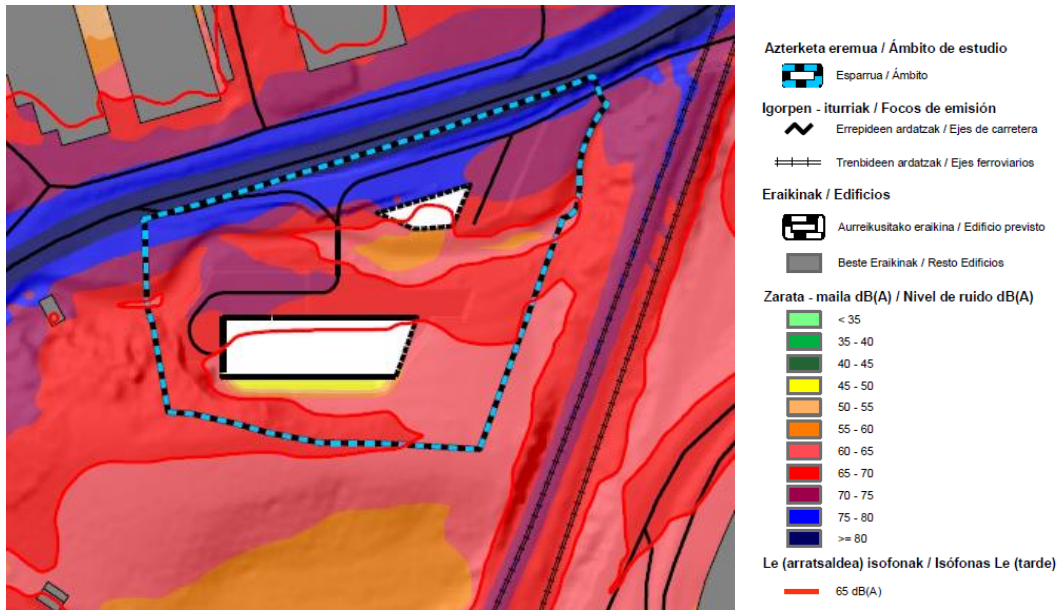 Azterketa eremua / Ámbito de estudio
Esparrua / Ámbito
Igorpen - iturriak / Focos de emisión
Errepideen ardatzak / Ejes de carretera
Trenbideen ardatzak / Ejes ferroviarios
Eraikinak / Edificios
Aurreikusitako eraikina / Edificio previsto
Beste Eraikinak / Resto Edificios
Zarata - maila dB(A) / Nivel de ruido dB(A)
< 35
35 - 40
40 - 45
45 - 50
50 - 55
55 - 60
60 - 65
65 - 70
70 - 75
75 - 80
>= 80
Le (arratsaldea) isofonak / Isófonas Le (tarde)
65 dB(A)